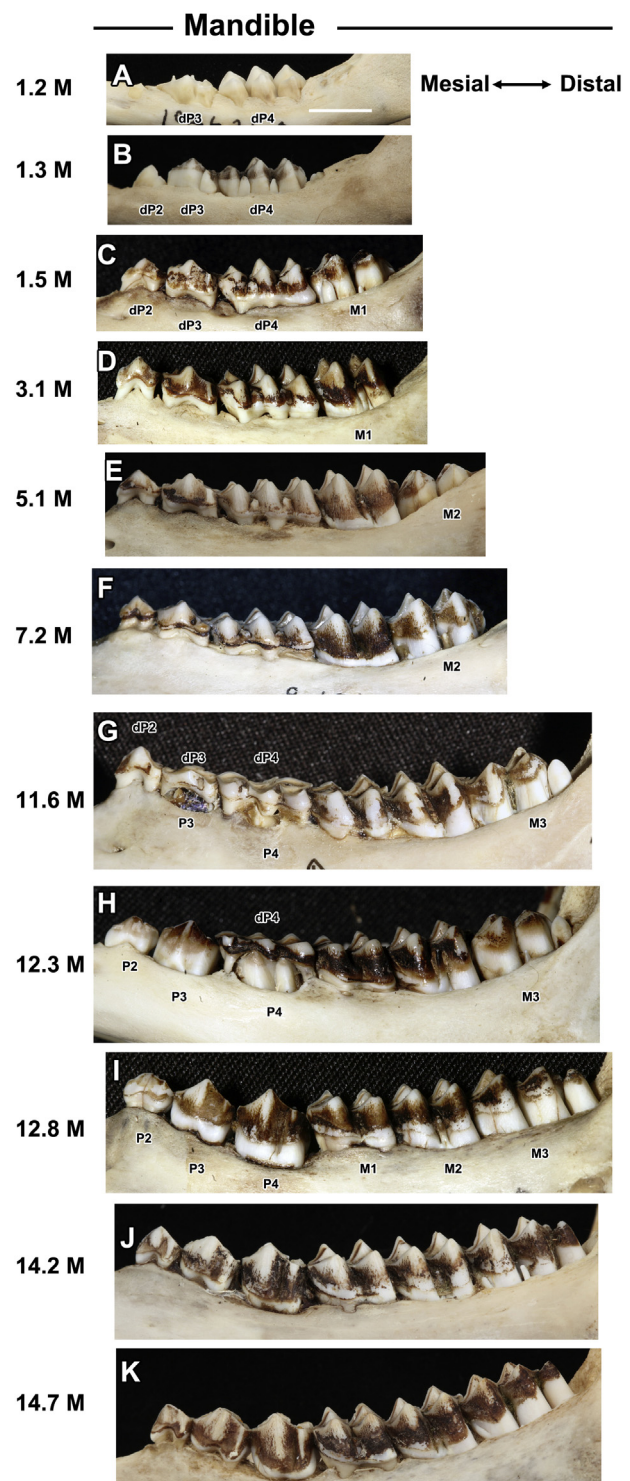 Mandible
1.2 M
A
Mesial
Distal
dP3
dP4
1.3 M
B
dP2
dP3
dP4
1.5 M
C
dP2
dP3
dP4
M1
3.1 M
D
M1
5.1 M
E
M2
7.2 M
F
M2
11.6 M
G
dP2
dP3
dP4
P3
P4
M3
12.3 M
H
dP4
P2
P3
P4
M3
12.8 M
I
P2
P3
P4
M1
M2
M3
14.2 M
J
14.7 M
K